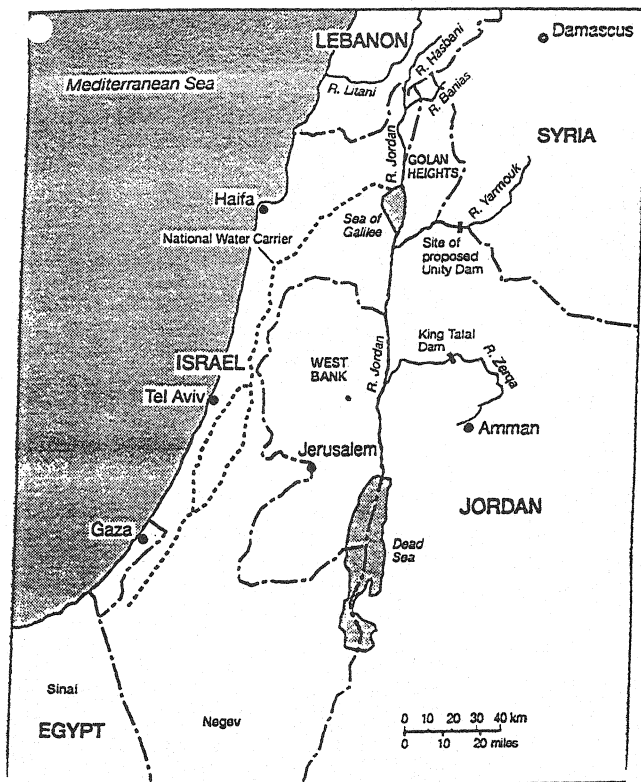 LEBANON
Damascus
R. Hasbani
Mediterranean Sea
R. Litani
R. Banias
SYRIA
R. Jordan
GOLAN
HEIGHTS
R. Yarmouk
Haifa
Sea of
Galilee
National Water Carrier
Site of
proposed
Unity Dam
King Talal
Dam
R. Zerqa
ISRAEL
WEST
BANK
R. Jordan
Tel Aviv
Amman
Jerusalem
JORDAN
Gaza
Dead
Sea
Sinai
EGYPT
Negev
0 10 20 30 40 km
0 10 20 miles